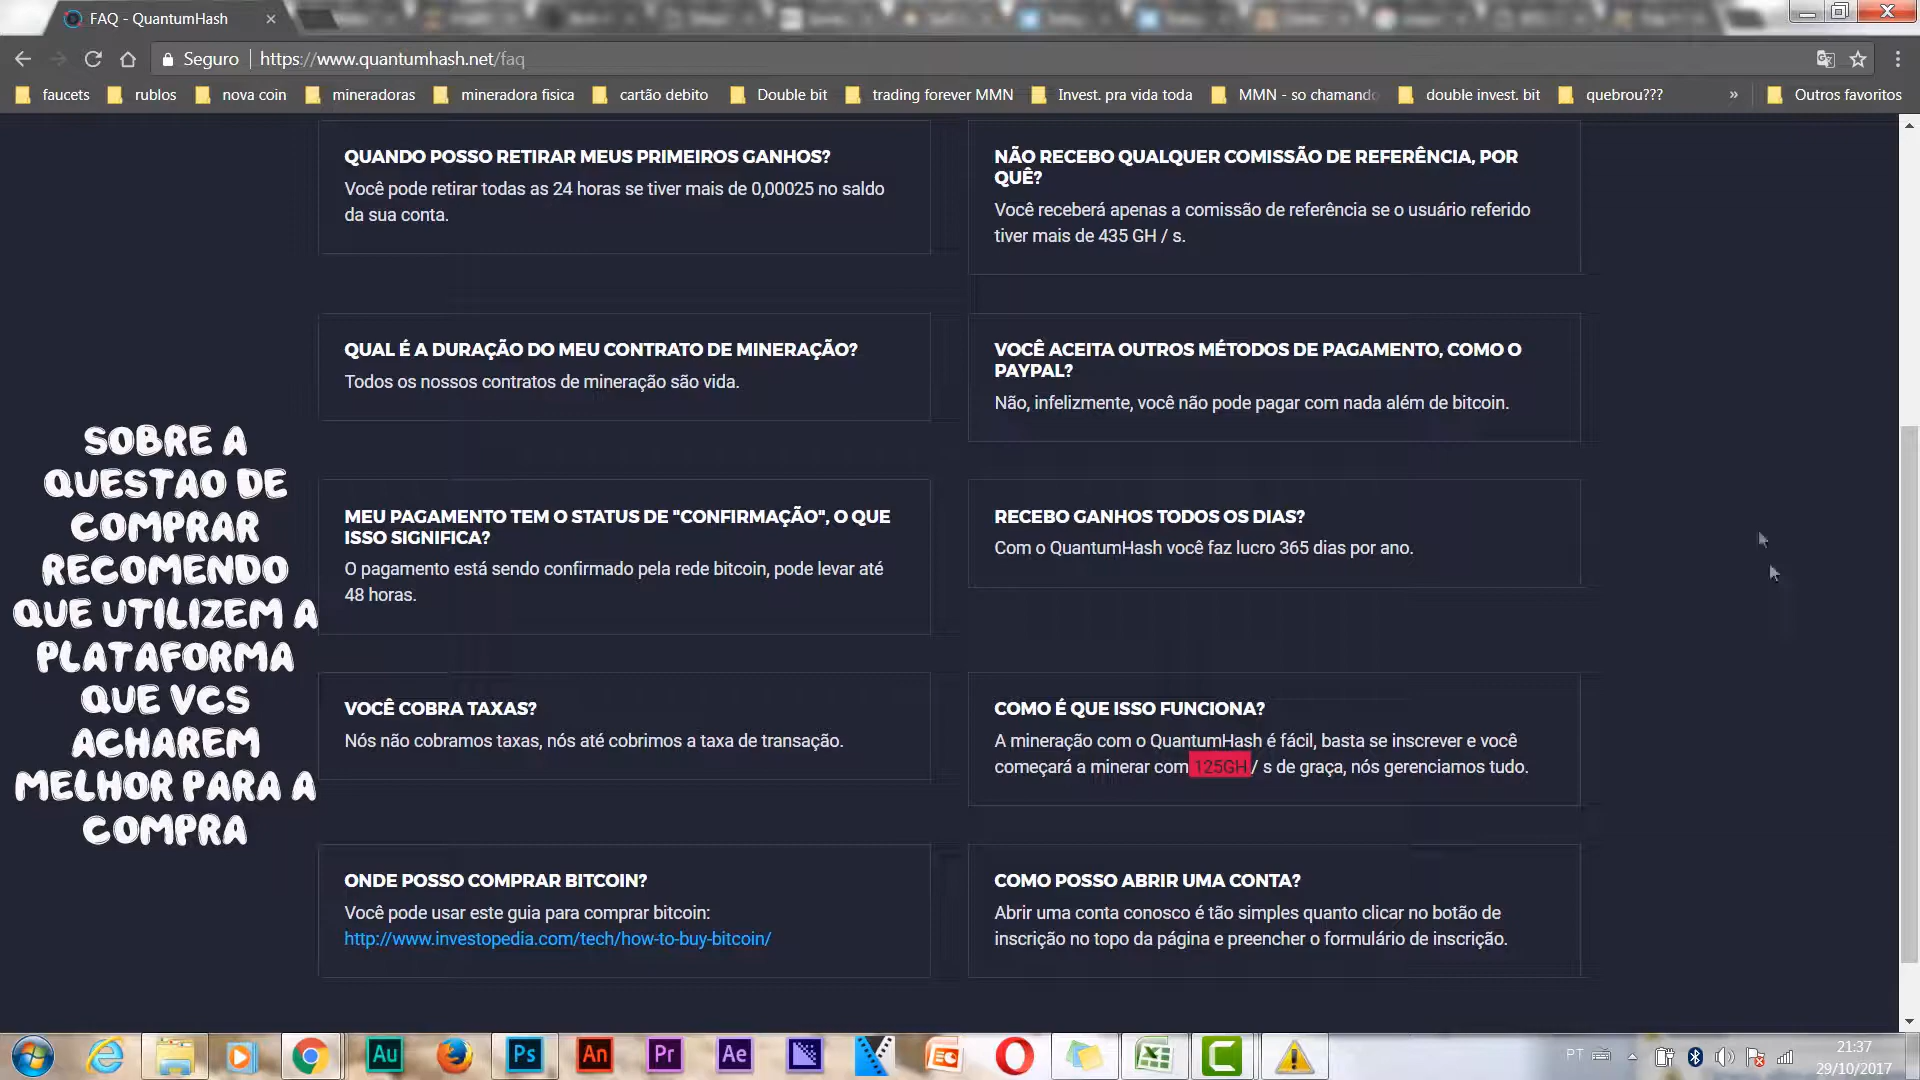 FAQ - QuantumHash
Seguro
https://www.quantumhash.net/faq
faucets
rublos
nova coin
mineradoras
mineradora fisica
cartão debito
Double bit
trading forever MMN
Invest. pra vida toda
MMN - so chamando
double invest. bit
quebrou???
»
Outros favoritos
QUANDO POSSO RETIRAR MEUS PRIMEIROS GANHOS?
Você pode retirar todas as 24 horas se tiver mais de 0,00025 no saldo
da sua conta.
NÃO RECEBO QUALQUER COMISSÃO DE REFERÊNCIA, POR
QUÊ?
Você receberá apenas a comissão de referência se o usuário referido
tiver mais de 435 GH / s.
QUAL É A DURAÇÃO DO MEU CONTRATO DE MINERAÇÃO?
Todos os nossos contratos de mineração são vida.
VOCÊ ACEITA OUTROS MÉTODOS DE PAGAMENTO, COMO O
PAYPAL?
Não, infelizmente, você não pode pagar com nada além de bitcoin.
SOBRE A
QUESTAO DE
COMPRAR
RECOMENDO
QUE UTILIZEM A
PLATAFORMA
QUE VCS
ACHAREM
MELHOR PARA A
COMPRA
MEU PAGAMENTO TEM O STATUS DE "CONFIRMAÇÃO", O QUE
ISSO SIGNIFICA?
O pagamento está sendo confirmado pela rede bitcoin, pode levar até
48 horas.
RECEBO GANHOS TODOS OS DIAS?
Com o QuantumHash você faz lucro 365 dias por ano.
VOCÊ COBRA TAXAS?
Nós não cobramos taxas, nós até cobrimos a taxa de transação.
COMO É QUE ISSO FUNCIONA?
A mineração com o QuantumHash é fácil, basta se inscrever e você
começará a minerar com 125GH / s de graça, nós gerenciamos tudo.
ONDE POSSO COMPRAR BITCOIN?
Você pode usar este guia para comprar bitcoin:
http://www.investopedia.com/tech/how-to-buy-bitcoin/
COMO POSSO ABRIR UMA CONTA?
Abrir uma conta conosco é tão simples quanto clicar no botão de
inscrição no topo da página e preencher o formulário de inscrição.
Au
Ps
An
Pr
Ae
PT
21:37
29/10/2017